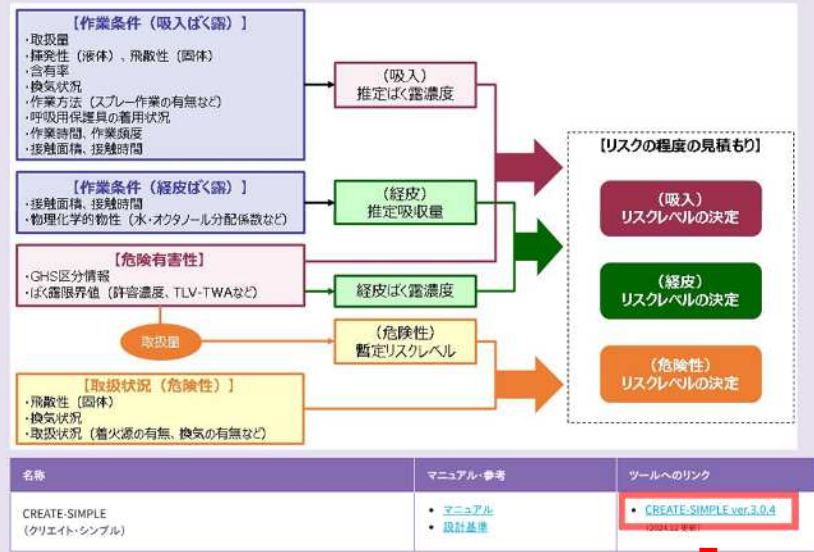 【作業条件（吸入ばく露）】
・取扱量
・揮発性（液体）、飛散性（固体）
・含有率
・換気状況
・作業方法（スプレー作業の有無など）
・呼吸用保護具の着用状況
・作業時間、作業頻度
・接触面積、接触時間
（吸入）
推定ばく露濃度
【リスクの程度の見積もり】
【作業条件（経皮ばく露）】
・接触面積、接触時間
・物理化学的物性（水・オクタノール分配係数など）
（経皮）
推定吸収量
（吸入）
リスクレベルの決定
【危険有害性】
・GHS区分情報
・ばく露限界値（許容濃度、TLV-TWAなど）
経皮ばく露濃度
（経皮）
リスクレベルの決定
取扱量
（危険性）
暫定リスクレベル
（危険性）
リスクレベルの決定
【取扱状況（危険性）】
・飛散性（固体）
・換気状況
・取扱状況（着火源の有無、換気の有無など）
名称
マニュアル・参考
ツールへのリンク
CREATE-SIMPLE
（クリエイト・シンプル）
• マニュアル
• 設計基準
• CREATE-SIMPLE ver.3.0.4
（2024.12 更新）